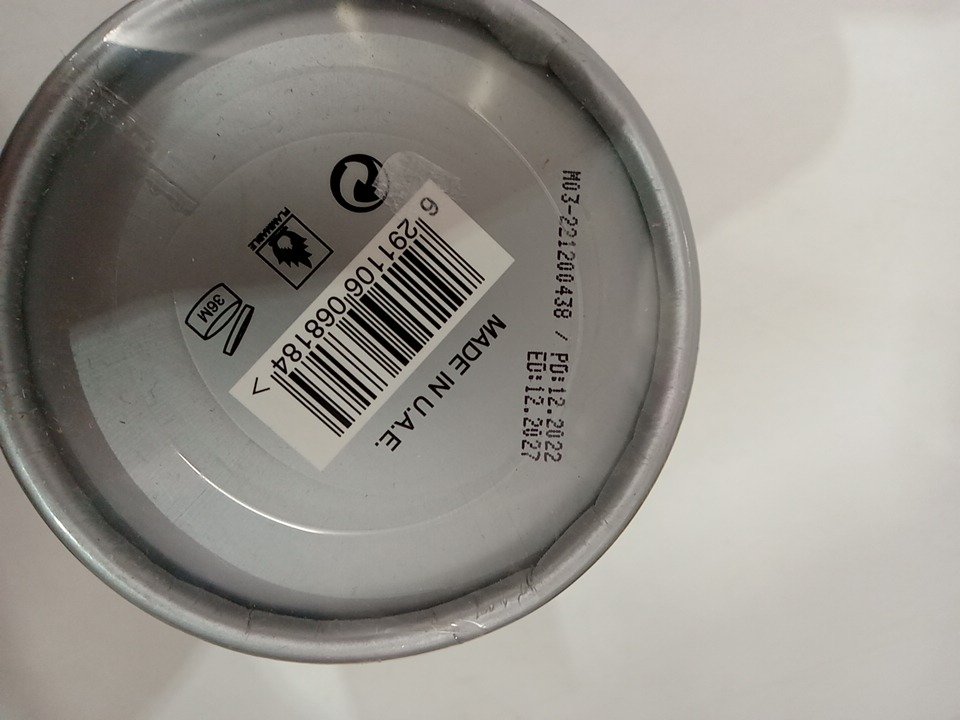 M03-221200438 / PD:12.2022
ED:12.2027
FLAMMABLE
36M
6 291106 068184 >
MADE IN U.A.E.